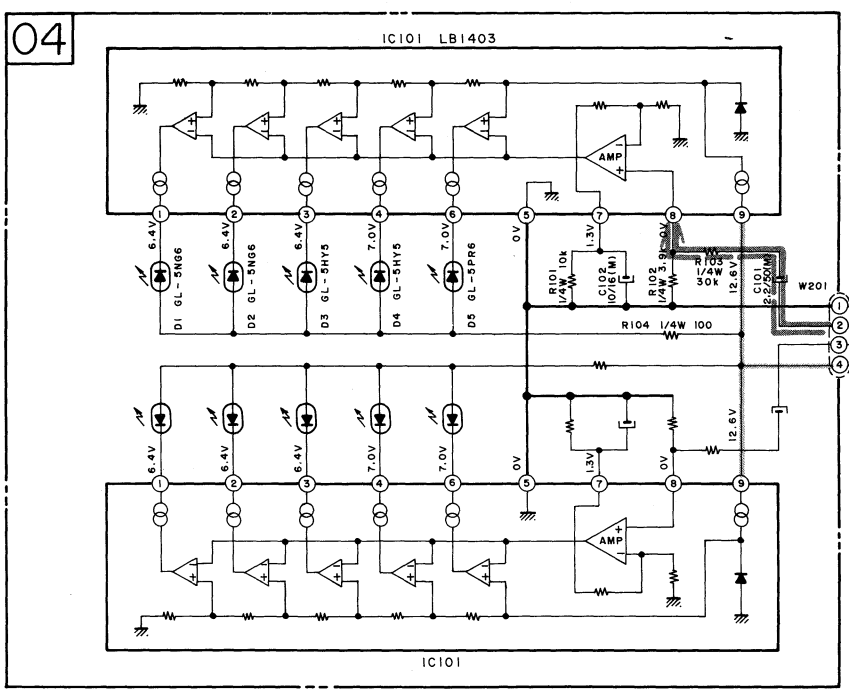 04
IC101 LB1403
AMP
1 2 3 4 6 5 7 8 9
6.4V 6.4V 6.4V 7.0V 7.0V 0V 1.3V 0V 12.6V
D1 GL-5NG6
D2 GL-5NG6
D3 GL-5HY5
D4 GL-5HY5
D5 GL-5PR6
R101
1/4W 10k
C102
10/16(M)
R102
1/4W 3.9k
R103
1/4W
30k
C101
2.2/50(M)
W201
1
2
3
4
R104 1/4W 100
6.4V 6.4V 6.4V 7.0V 7.0V 0V 1.3V 0V 12.6V
1 2 3 4 6 5 7 8 9
AMP
IC101